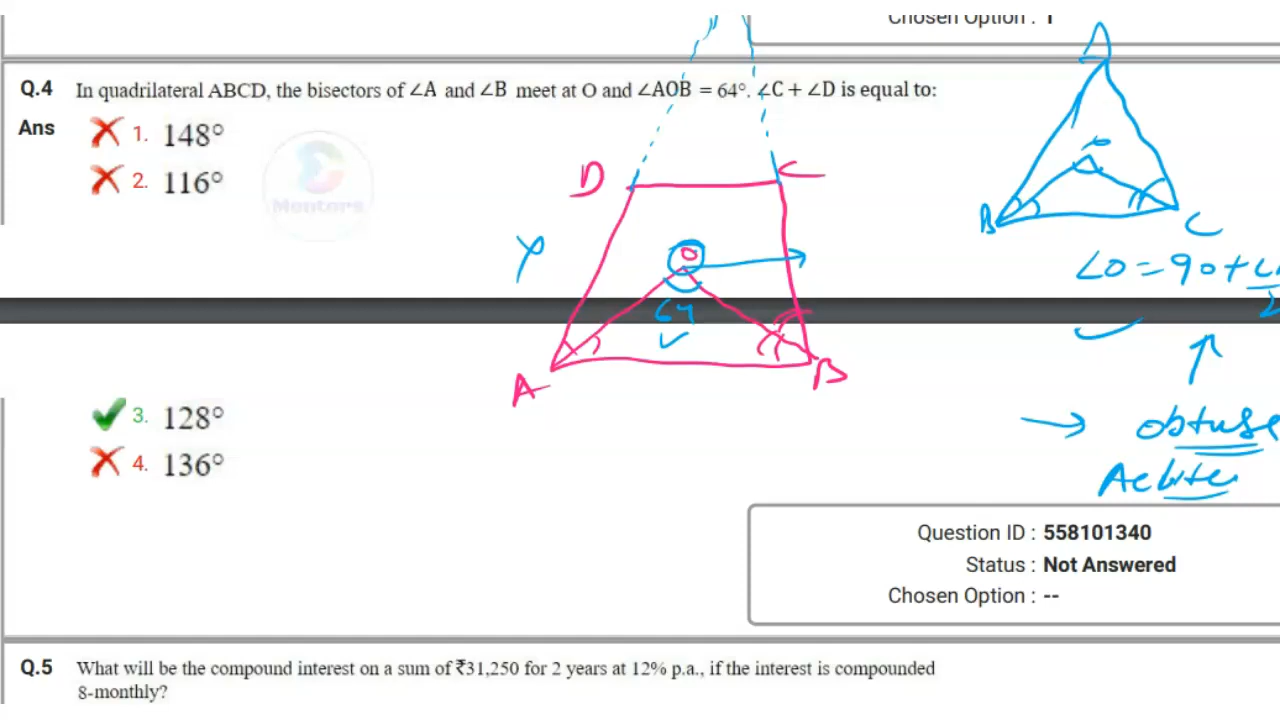 Chosen Option : 1
Q.4 In quadrilateral ABCD, the bisectors of ∠A and ∠B meet at O and ∠AOB = 64°. ∠C + ∠D is equal to:
Ans 1. 148°
2. 116°
Mentors
3. 128°
4. 136°
D C
O
64
A B
A
O
B C
∠O = 90 +
2
obtuse
Acute
Question ID : 558101340
Status : Not Answered
Chosen Option : --
Q.5 What will be the compound interest on a sum of ₹31,250 for 2 years at 12% p.a., if the interest is compounded
8-monthly?